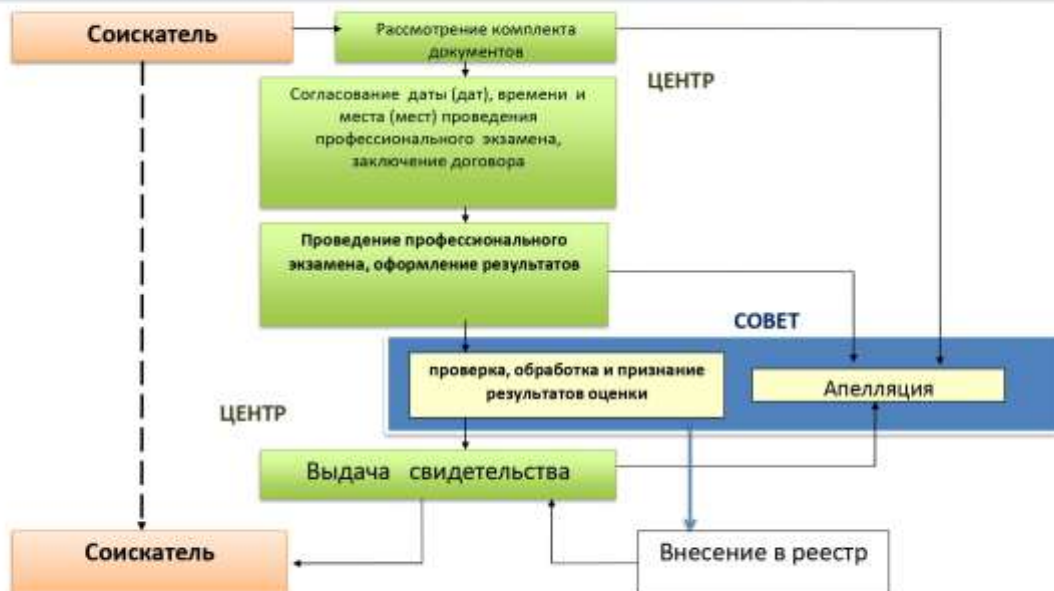 Соискатель
Рассмотрение комплекта
документов
ЦЕНТР
Согласование даты (дат), времени и
места (мест) проведения
профессионального экзамена,
заключение договора
Проведение профессионального
экзамена, оформление результатов
СОВЕТ
проверка, обработка и признание
результатов оценки
Апелляция
ЦЕНТР
Выдача свидетельства
Соискатель
Внесение в реестр